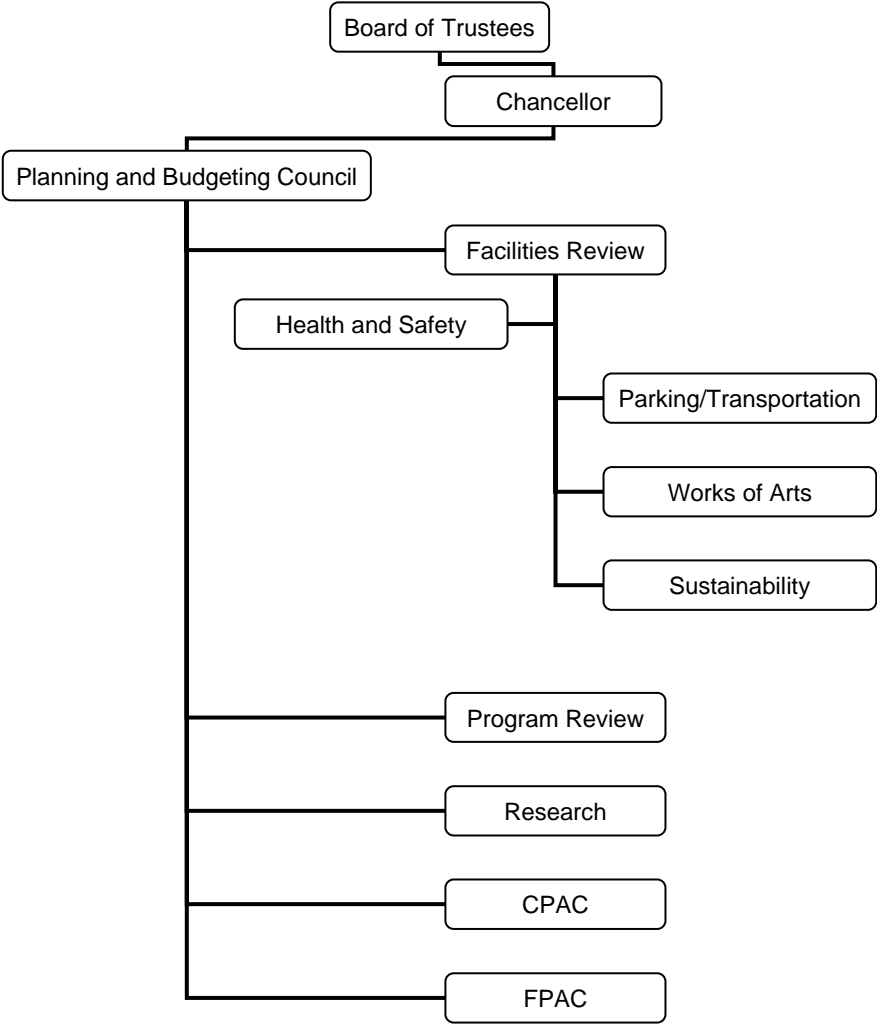 Board of Trustees
Chancellor
Planning and Budgeting Council
Facilities Review
Health and Safety
Parking/Transportation
Works of Arts
Sustainability
Program Review
Research
CPAC
FPAC